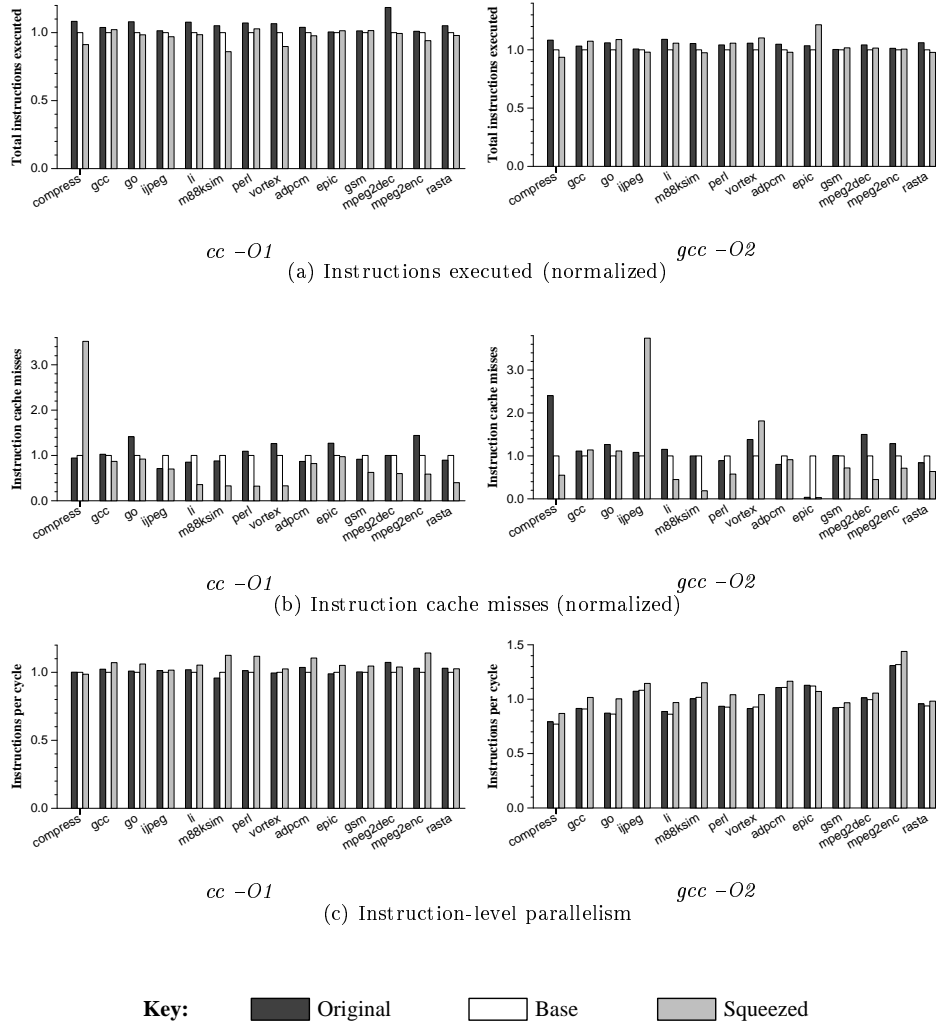 Total instructions executed
1.0
0.5
0.0
compress gcc go ijpeg li m88ksim perl vortex adpcm epic gsm mpeg2dec mpeg2enc rasta
cc –O1
Total instructions executed
1.0
0.5
0.0
compress gcc go ijpeg li m88ksim perl vortex adpcm epic gsm mpeg2dec mpeg2enc rasta
gcc –O2
(a) Instructions executed (normalized)
Instruction cache misses
3.0
2.0
1.0
0.0
compress gcc go ijpeg li m88ksim perl vortex adpcm epic gsm mpeg2dec mpeg2enc rasta
cc –O1
Instruction cache misses
3.0
2.0
1.0
0.0
compress gcc go ijpeg li m88ksim perl vortex adpcm epic gsm mpeg2dec mpeg2enc rasta
gcc –O2
(b) Instruction cache misses (normalized)
Instructions per cycle
1.0
0.5
0.0
compress gcc go ijpeg li m88ksim perl vortex adpcm epic gsm mpeg2dec mpeg2enc rasta
cc –O1
Instructions per cycle
1.5
1.0
0.5
0.0
compress gcc go ijpeg li m88ksim perl vortex adpcm epic gsm mpeg2dec mpeg2enc rasta
gcc –O2
(c) Instruction-level parallelism
Key: Original Base Squeezed